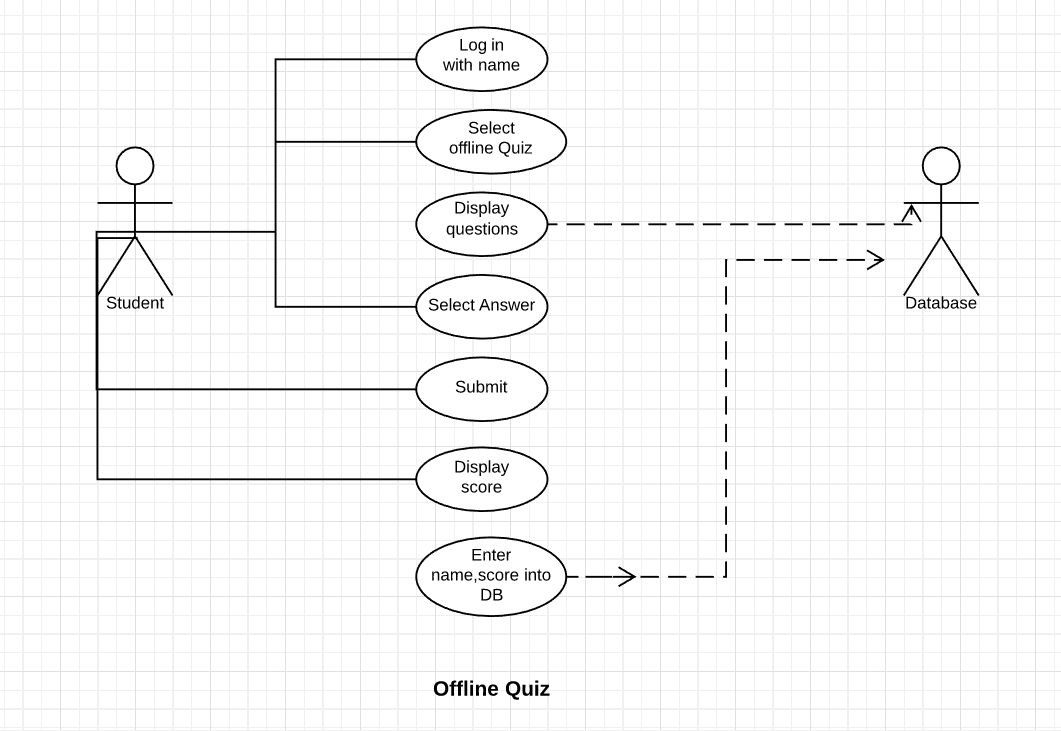 Log in
with name
Select
offline Quiz
Display
questions
Student
Database
Select Answer
Submit
Display
score
Enter
name,score into
DB
Offline Quiz